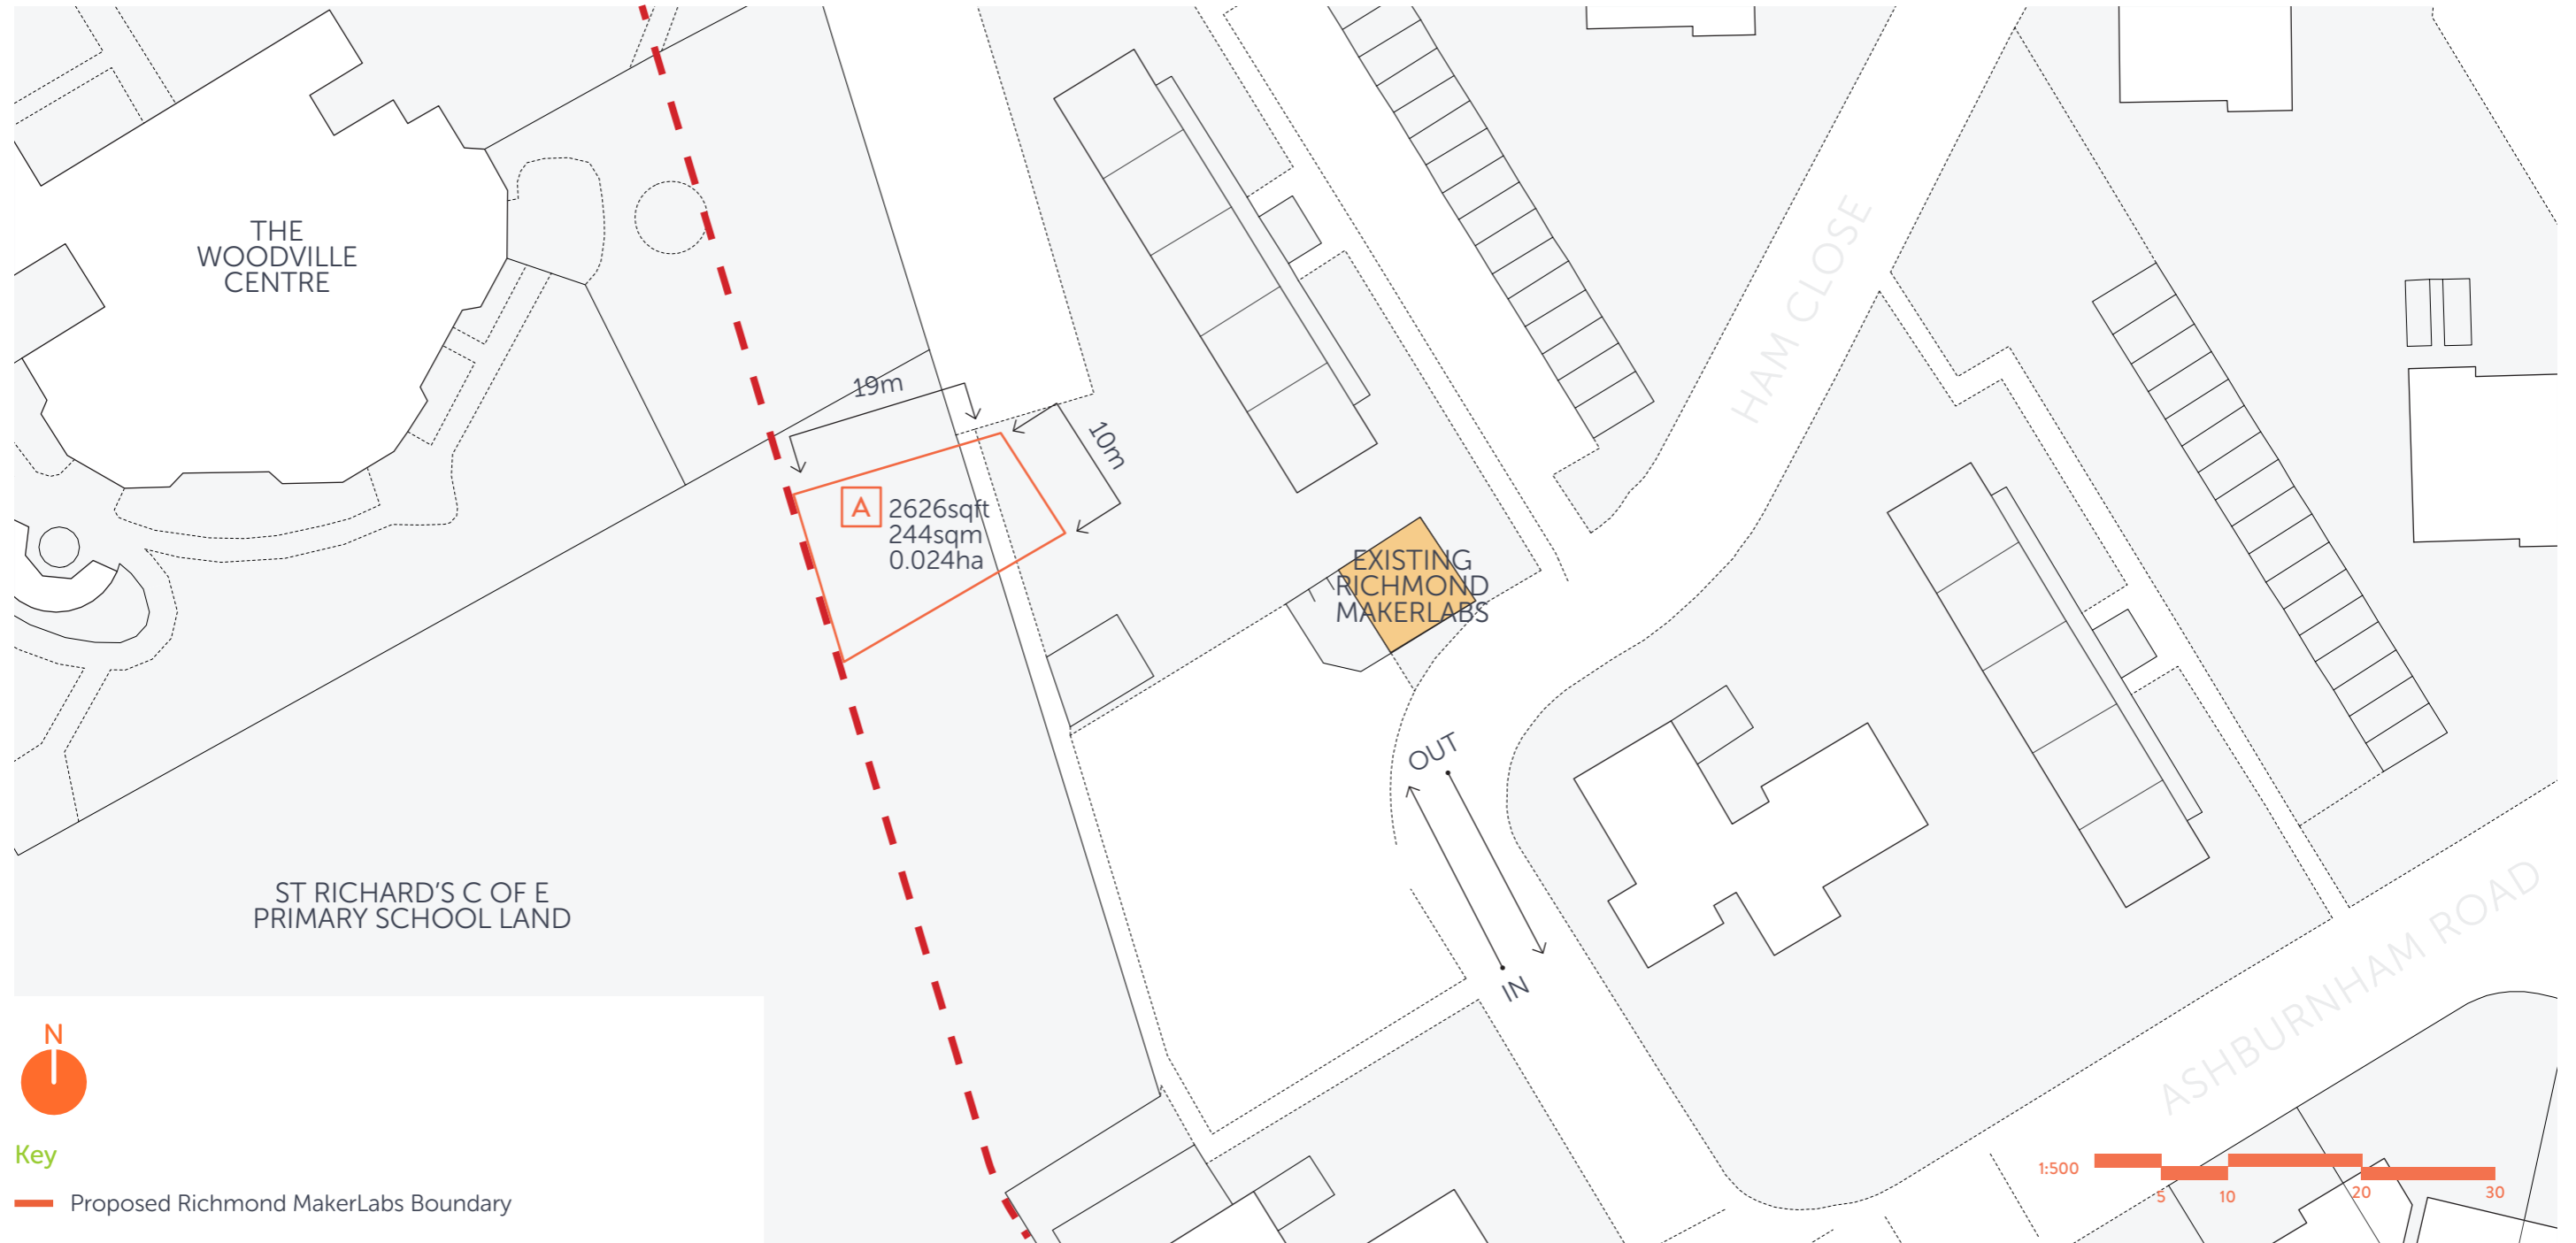 THE
WOODVILLE
CENTRE
HAM CLOSE
19m
10m
A
2626sqft
244sqm
0.024ha
EXISTING
RICHMOND
MAKERLABS
OUT
IN
ST RICHARD'S C OF E
PRIMARY SCHOOL LAND
ASHBURNHAM ROAD
N
Key
Proposed Richmond MakerLabs Boundary
1:500
5
10
20
30